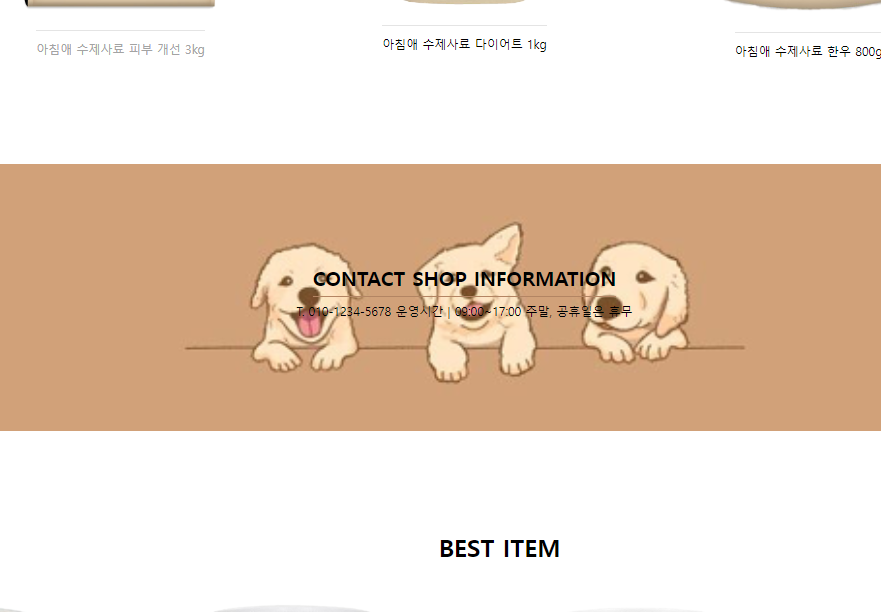 아침애 수제사료 피부 개선 3kg
아침애 수제사료 다이어트 1kg
아침애 수제사료 한우 800g
CONTACT SHOP INFORMATION
T. 010-1234-5678 운영시간 | 09:00~17:00 주말, 공휴일은 휴무
BEST ITEM